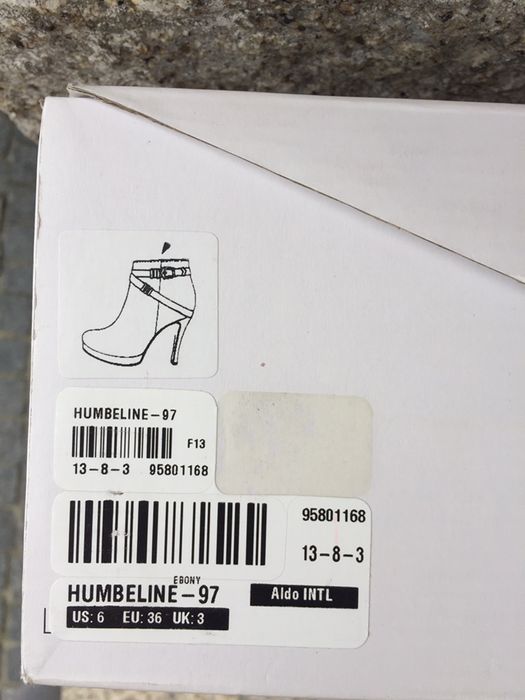 HUMBELINE-97
F13
13-8-3 95801168
95801168
13-8-3
EBONY
HUMBELINE-97
Aldo INTL
US: 6 EU: 36 UK: 3